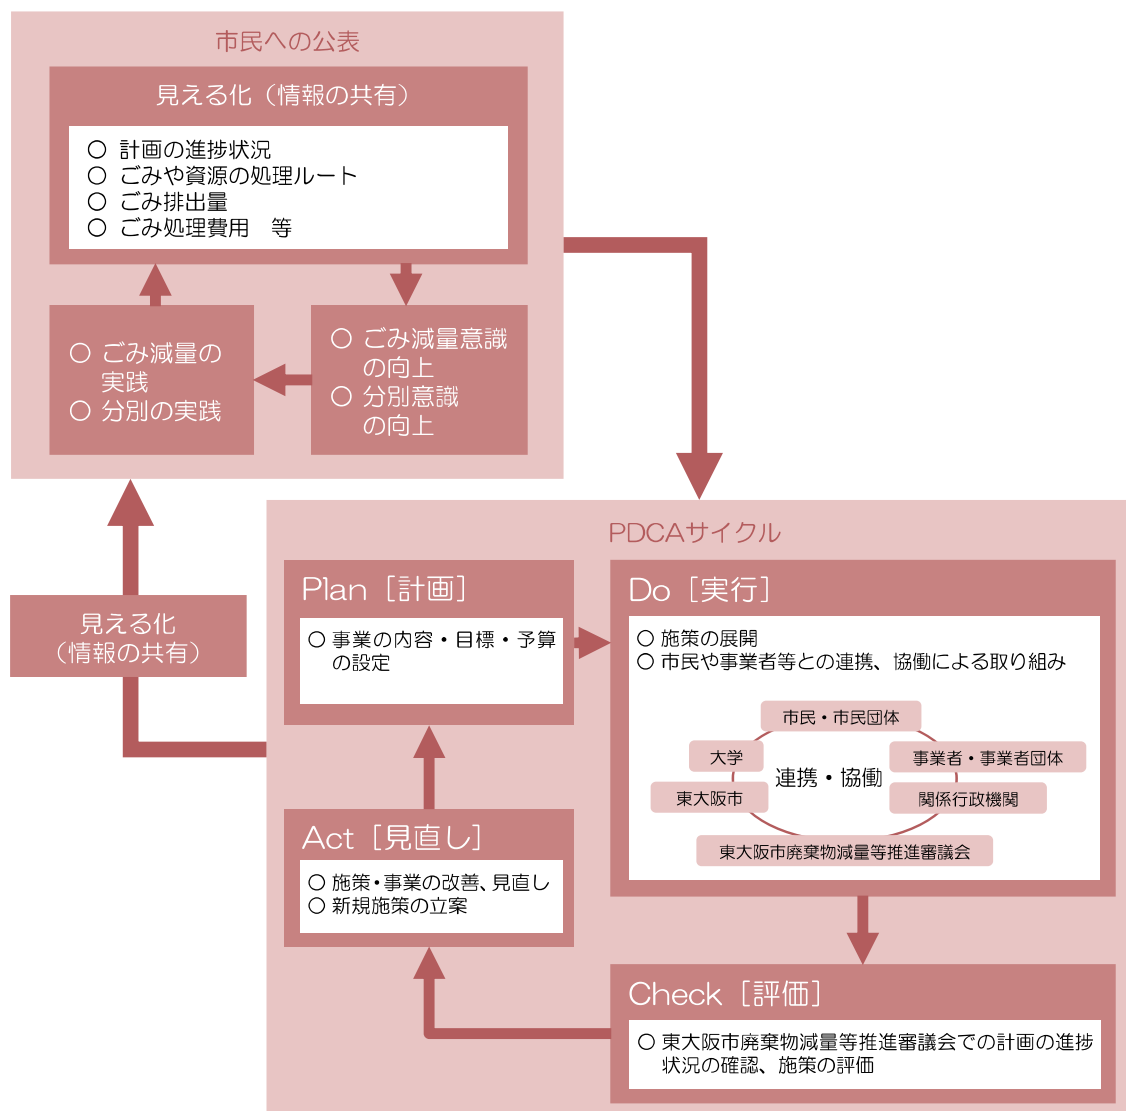 市民への公表
見える化（情報の共有）
○ 計画の進捗状況
○ ごみや資源の処理ルート
○ ごみ排出量
○ ごみ処理費用　等
○ ごみ減量の
実践
○ 分別の実践
○ ごみ減量意識
の向上
○ 分別意識
の向上
見える化
（情報の共有）
PDCAサイクル
Plan［計画］
○ 事業の内容・目標・予算
の設定
Do［実行］
○ 施策の展開
○ 市民や事業者等との連携、協働による取り組み
市民・市民団体
大学
事業者・事業者団体
連携・協働
東大阪市
関係行政機関
東大阪市廃棄物減量等推進審議会
Act［見直し］
○ 施策・事業の改善、見直し
○ 新規施策の立案
Check［評価］
○ 東大阪市廃棄物減量等推進審議会での計画の進捗
状況の確認、施策の評価